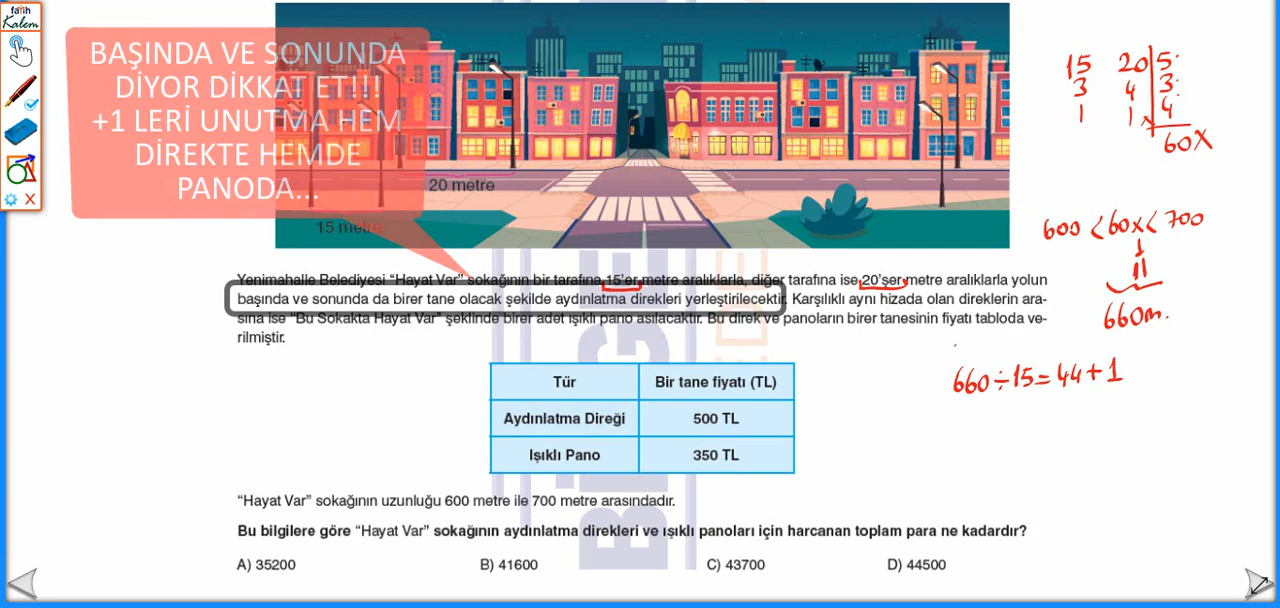 fatih
Kalem
BAŞINDA VE SONUNDA
DİYOR DİKKAT ET!!!
+1 LERİ UNUTMA HEM
DİREKTE HEMDE
PANODA...
20 metre
15 metre
15 20 5
3 4 3
1 1 4
60x
600 < 60x < 700
11
660m.
660 ÷ 15 = 44 + 1
Yenimahalle Belediyesi “Hayat Var” sokağının bir tarafına 15’er metre aralıklarla, diğer tarafına ise 20’şer metre aralıklarla yolun
başında ve sonunda da birer tane olacak şekilde aydınlatma direkleri yerleştirilecektir. Karşılıklı aynı hizada olan direklerin ara-
sına ise “Bu Sokakta Hayat Var” şeklinde birer adet ışıklı pano asılacaktır. Bu direk ve panoların birer tanesinin fiyatı tabloda ve-
rilmiştir.
Tür Bir tane fiyatı (TL)
Aydınlatma Direği 500 TL
Işıklı Pano 350 TL
“Hayat Var” sokağının uzunluğu 600 metre ile 700 metre arasındadır.
Bu bilgilere göre “Hayat Var” sokağının aydınlatma direkleri ve ışıklı panoları için harcanan toplam para ne kadardır?
A) 35200 B) 41600 C) 43700 D) 44500